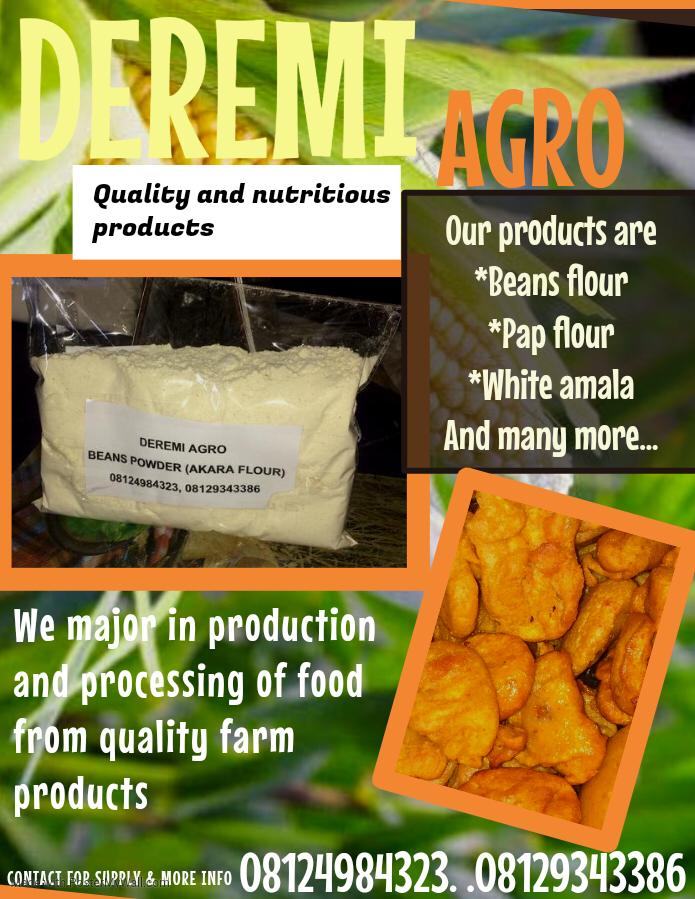 DEREMI
AGRO
Quality and nutritious
products
Our products are
*Beans flour
*Pap flour
*White amala
And many more...
DEREMI AGRO
BEANS POWDER (AKARA FLOUR)
08124984323, 08129343386
We major in production
and processing of food
from quality farm
products
CONTACT FOR SUPPLY & MORE INFO 08124984323. .08129343386